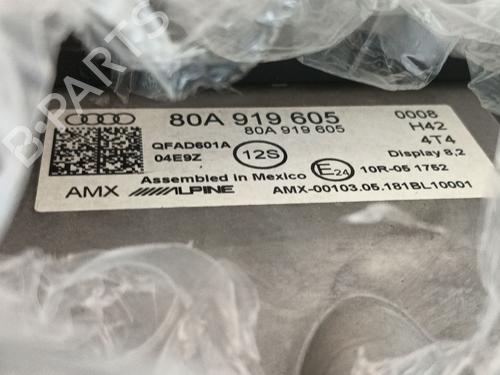 B-PARTS
80A 919 605
80A 919 605
0008
H42
4T4
Display 8,2
QFAD601A
04E9Z
12S
Assembled in Mexico
E24
10R-05 1752
AMX
ALPINE
AMX-00103.05.181BL10001